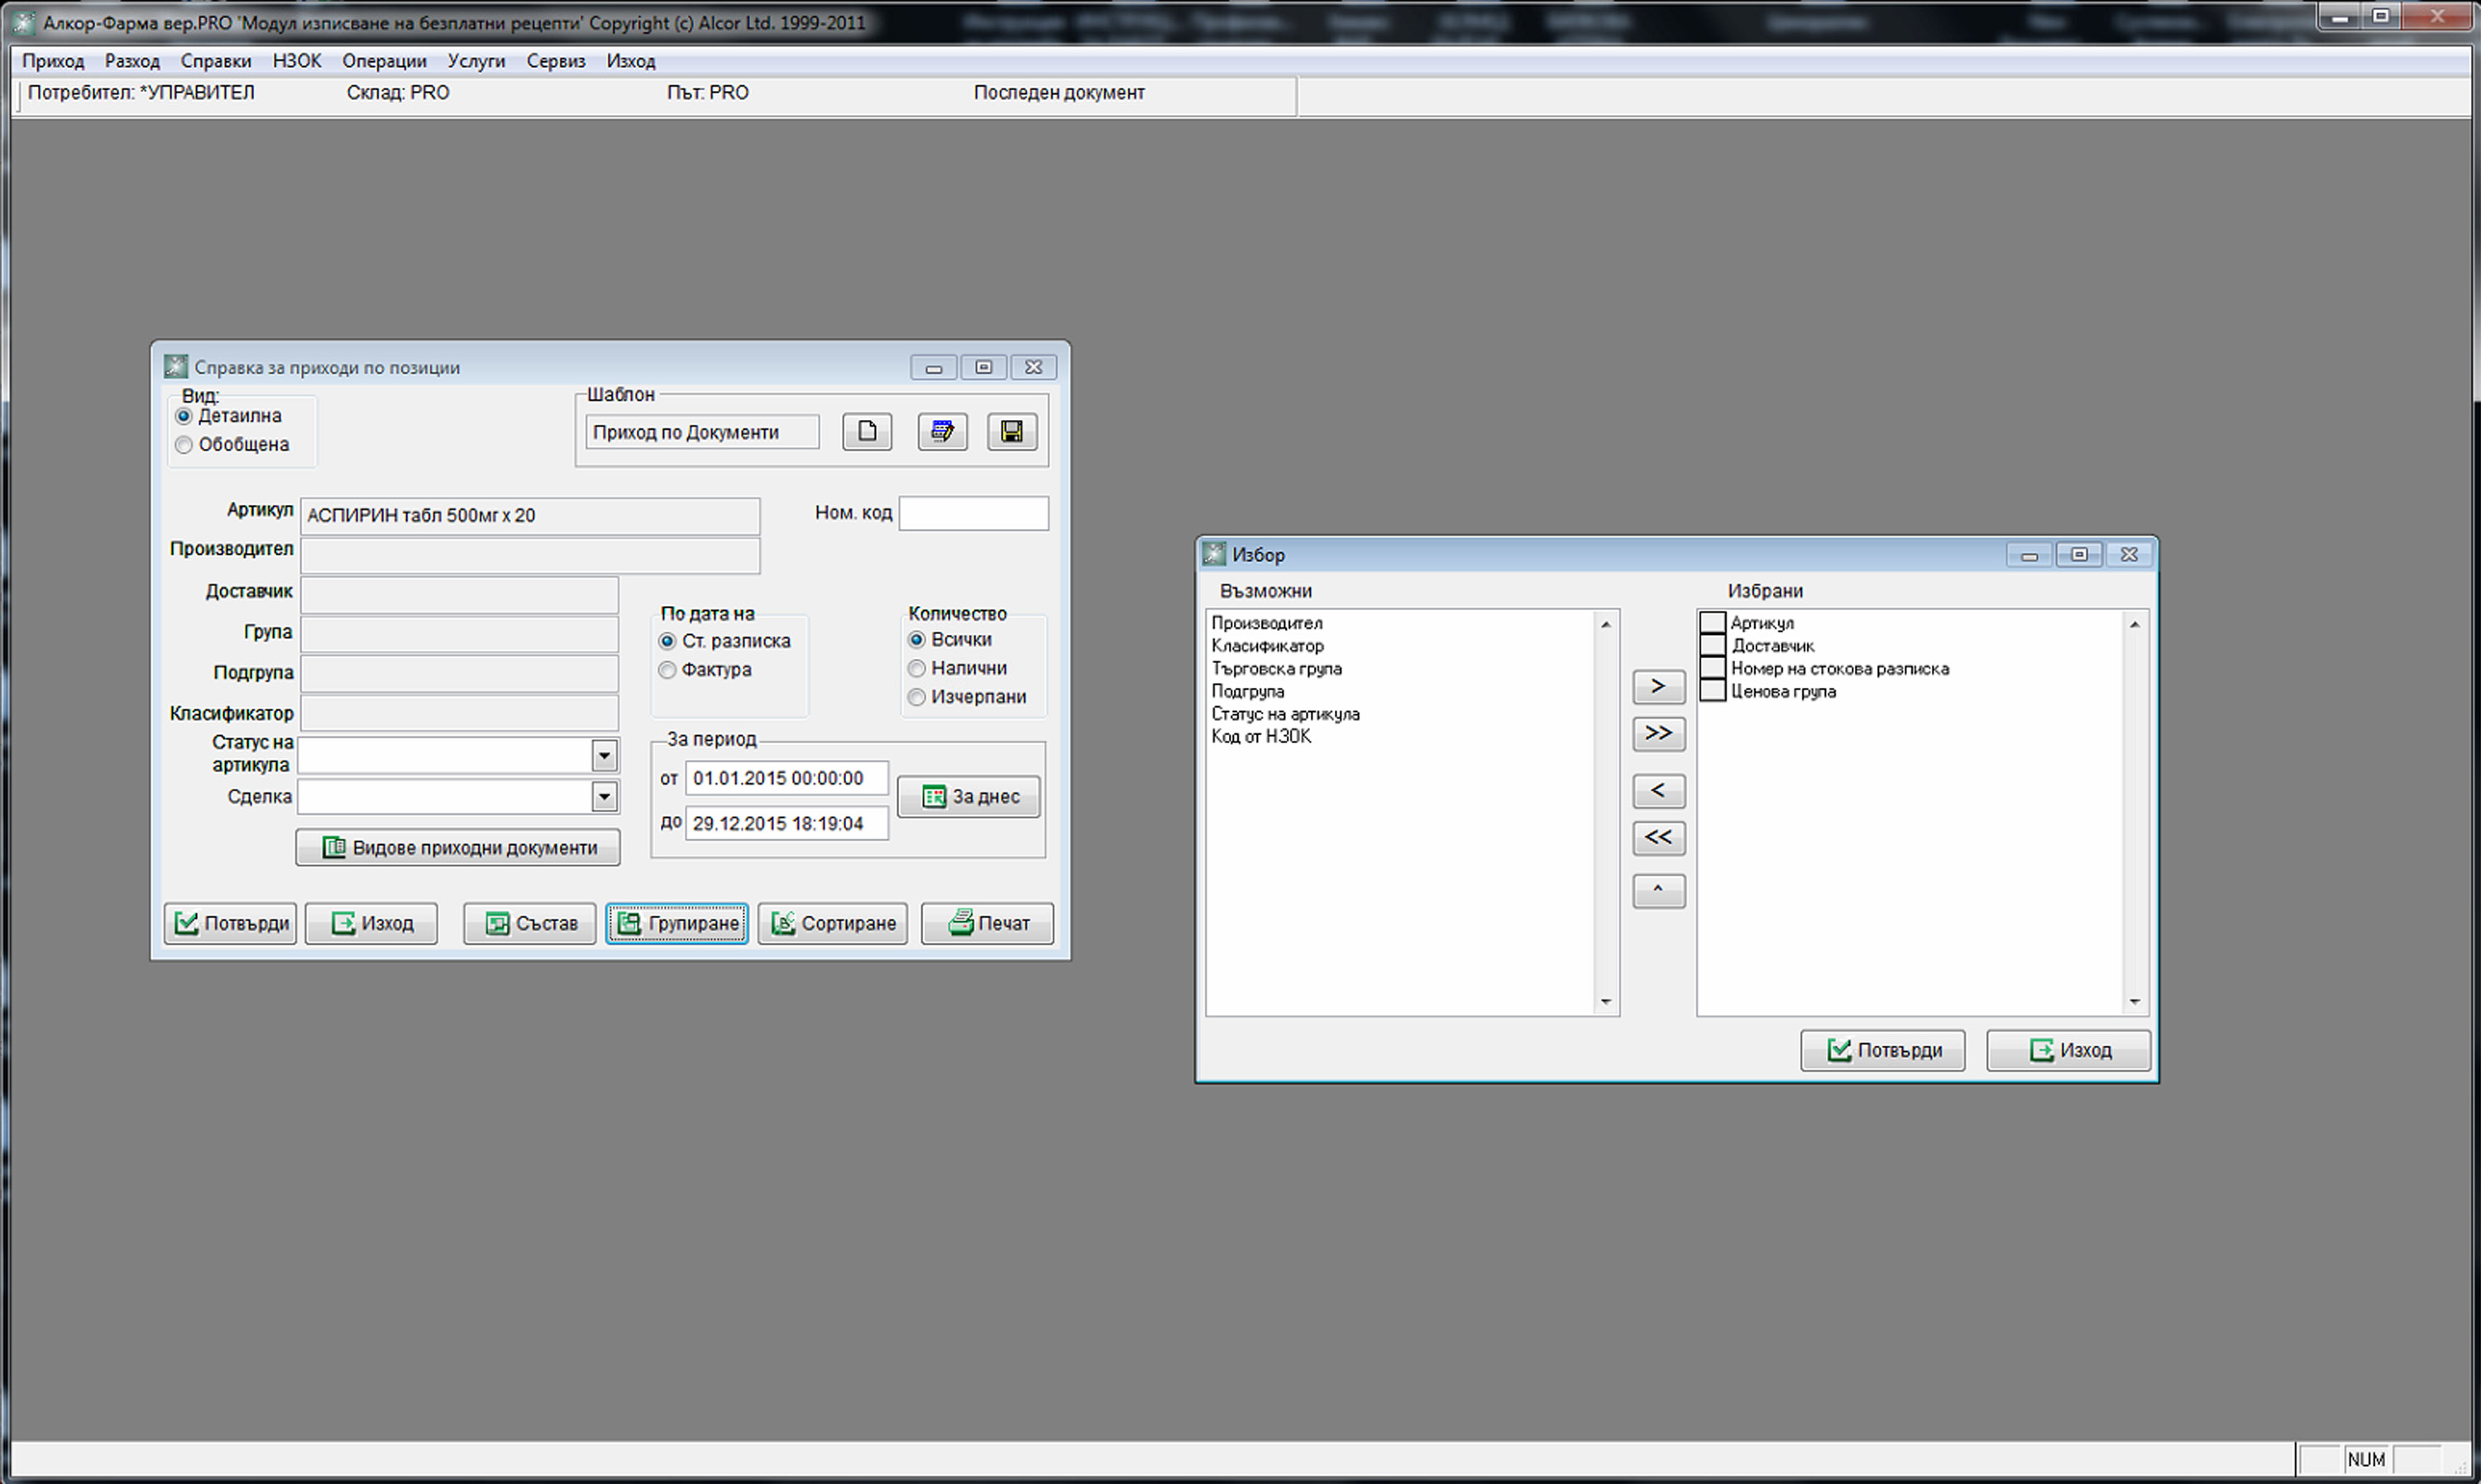 Алкор-Фарма вер.PRO 'Модул изписване на безплатни рецепти' Copyright (c) Alcor Ltd. 1999-2011
Приход Разход Справки НЗОК Операции Услуги Сервиз Изход
Потребител: *УПРАВИТЕЛ Склад: PRO Път: PRO Последен документ
Справка за приходи по позиции
Вид:
Детаилна
Обобщена
Шаблон
Приход по Документи
Артикул АСПИРИН табл 500мг x 20
Ном. код
Производител
Доставчик
Група
Подгрупа
Класификатор
Статус на
артикула
Сделка
Видове приходни документи
По дата на
Ст. разписка
Фактура
Количество
Всички
Налични
Изчерпани
За период
от 01.01.2015 00:00:00
до 29.12.2015 18:19:04
За днес
Потвърди Изход Състав Групиране Сортиране Печат
Избор
Възможни
Производител
Класификатор
Търговска група
Подгрупа
Статус на артикула
Код от НЗОК
>
>>
<
<<
^
Избрани
Артикул
Доставчик
Номер на стокова разписка
Ценова група
Потвърди Изход
NUM